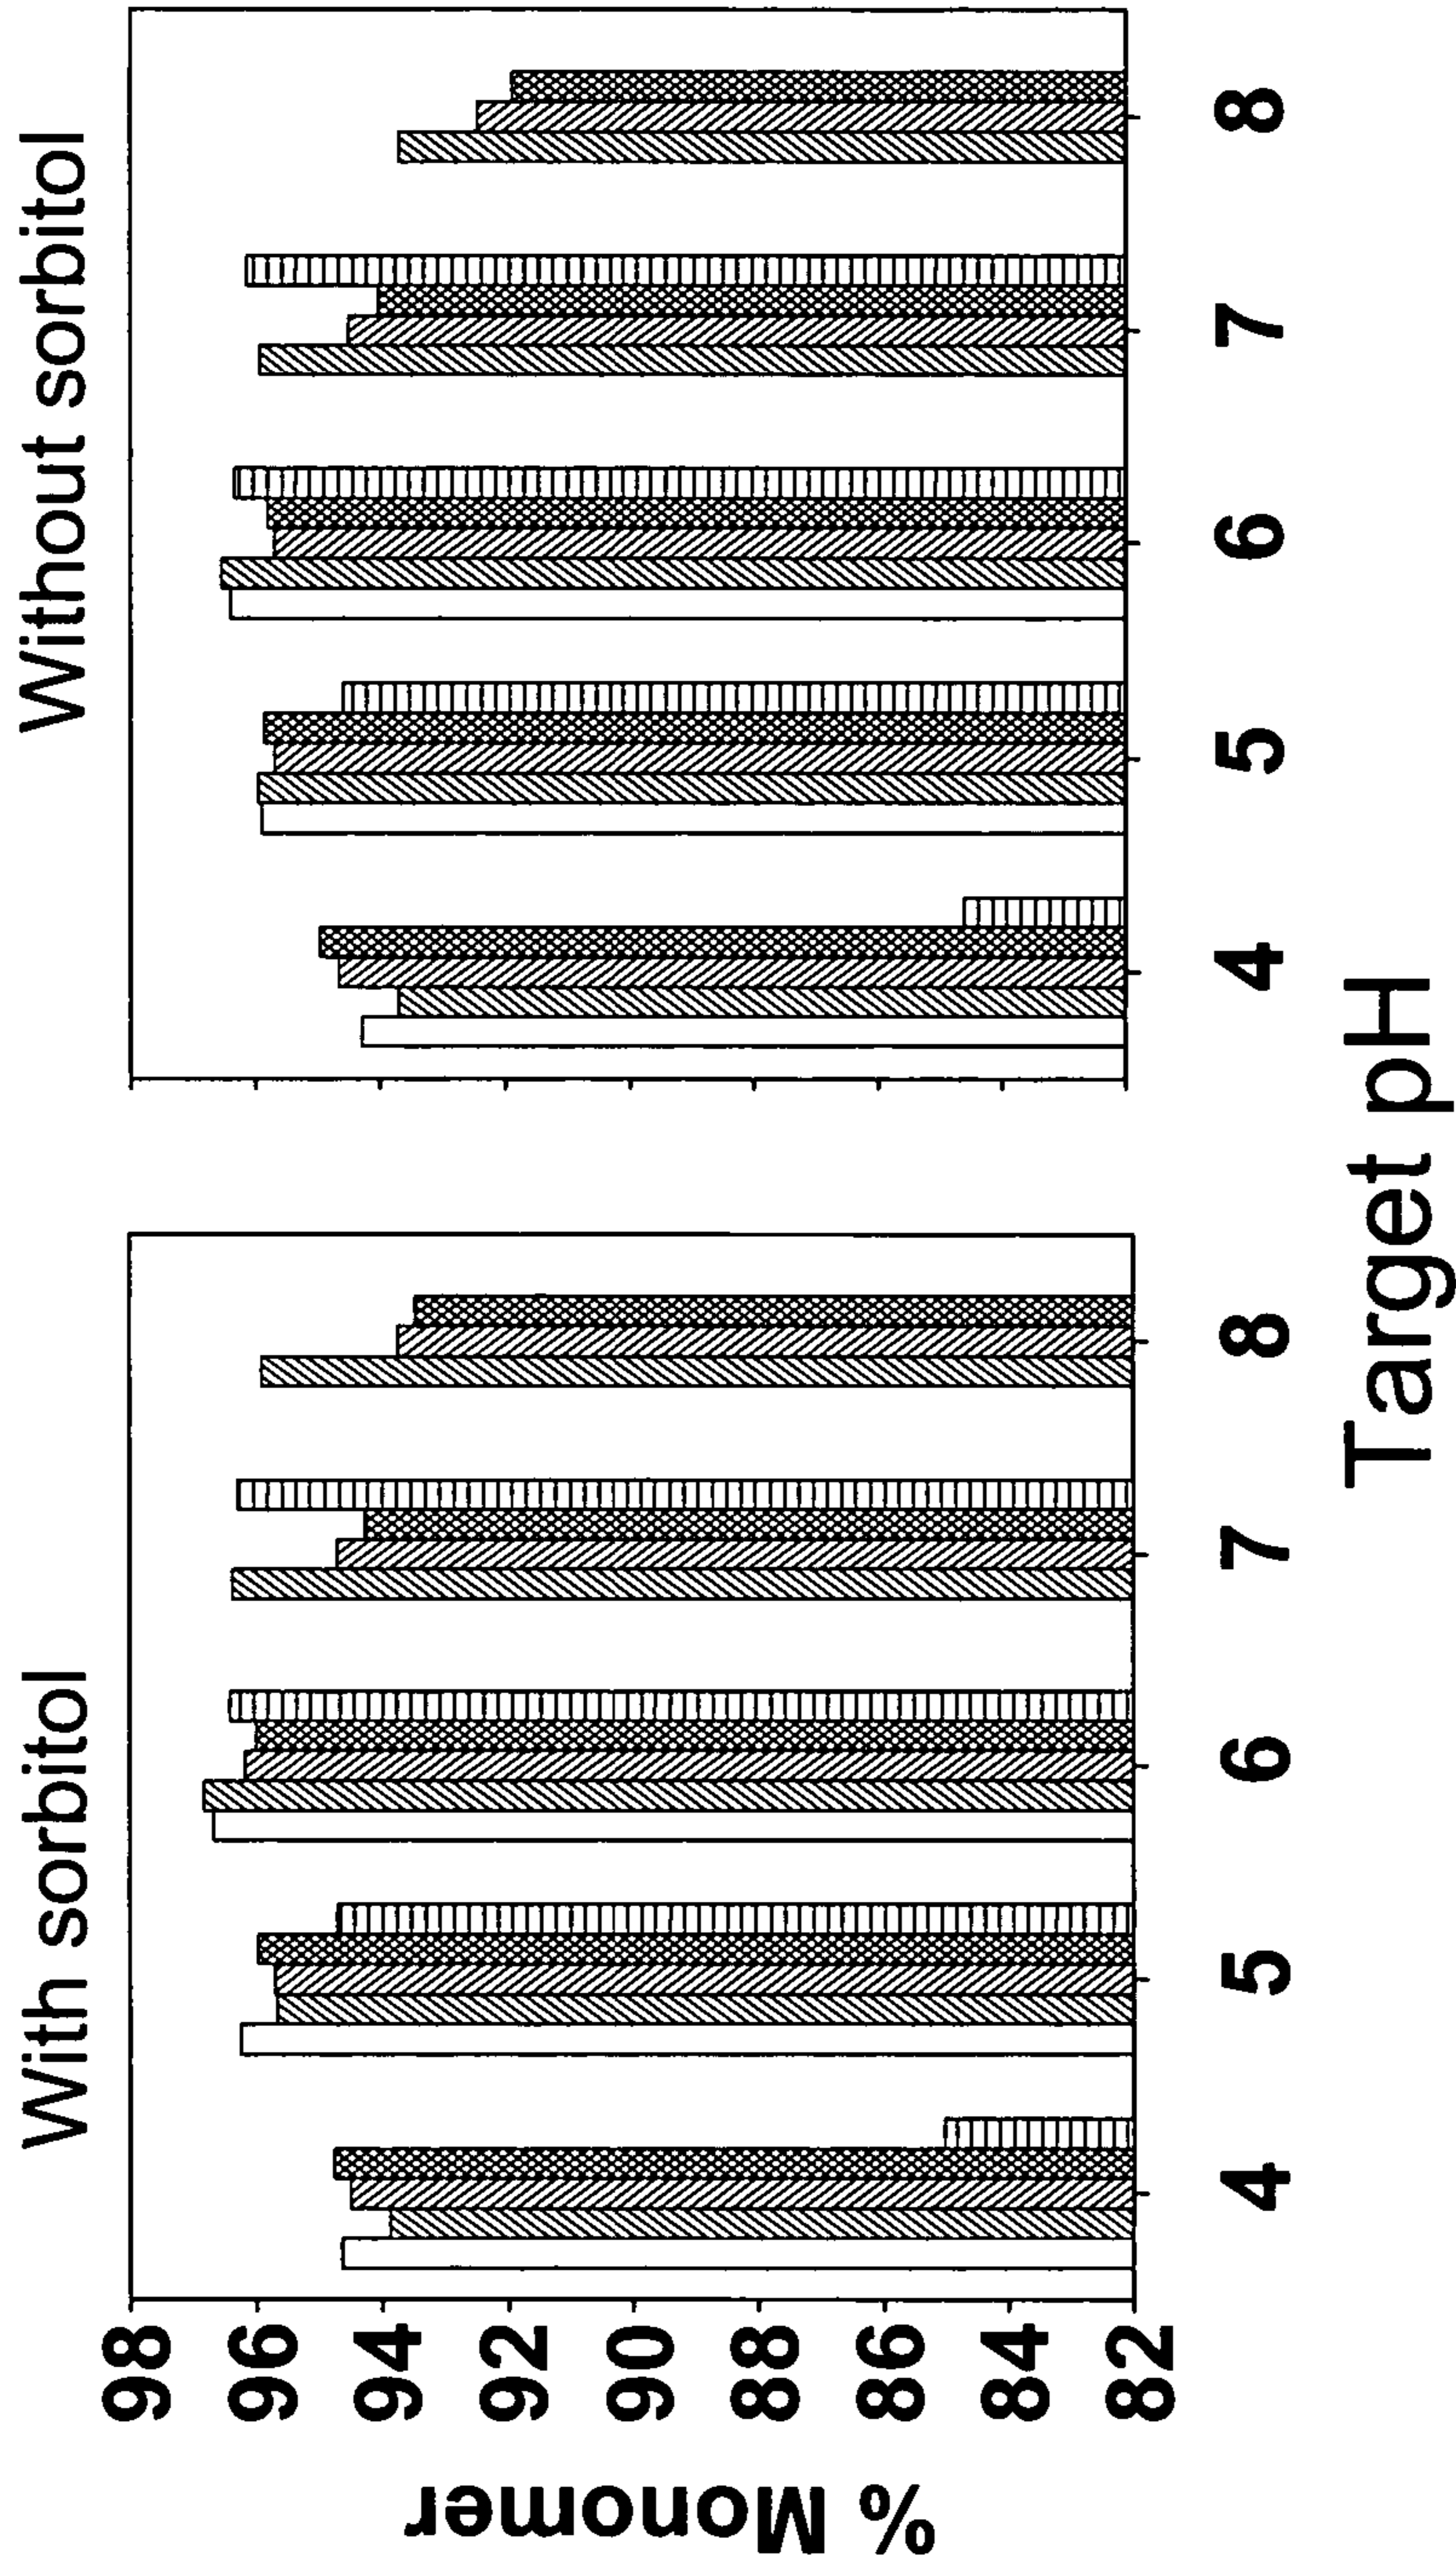 With sorbitol
Without sorbitol
% Monomer
98
96
94
92
90
88
86
84
82
4 5 6 7 8
4 5 6 7 8
Target pH